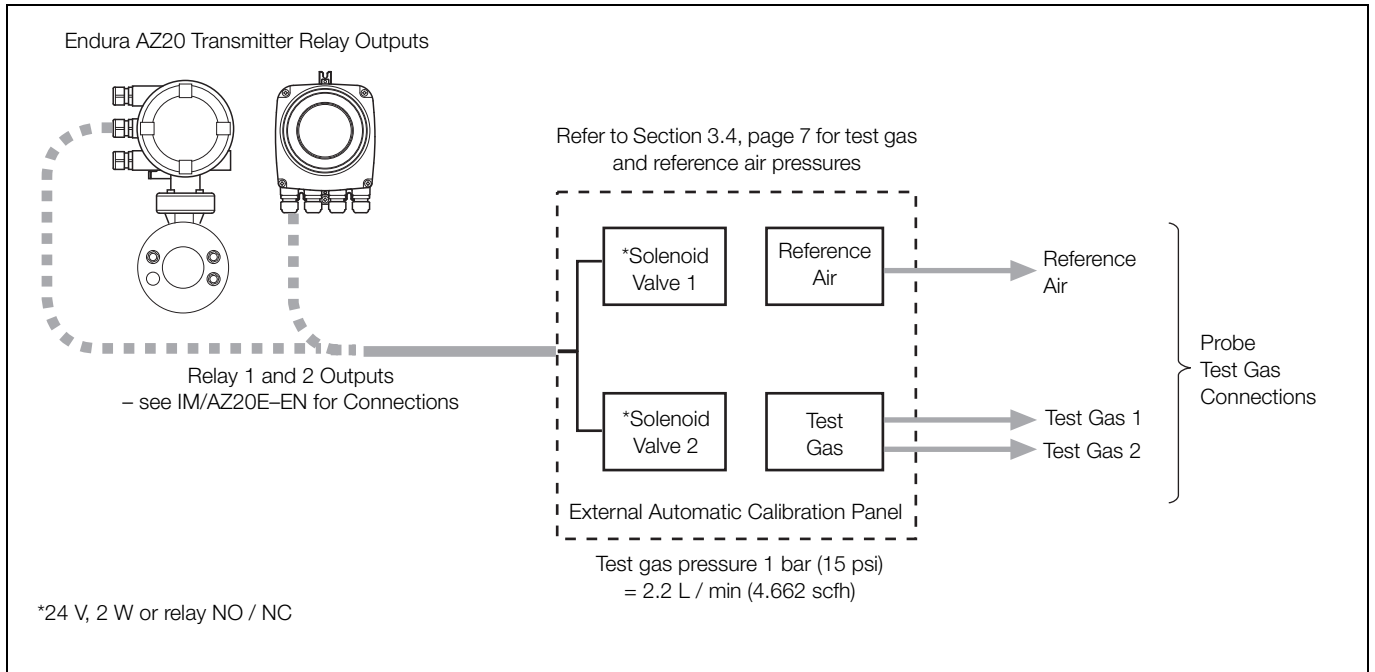 Endura AZ20 Transmitter Relay Outputs
Refer to Section 3.4, page 7 for test gas
and reference air pressures
*Solenoid
Valve 1
Reference
Air
Reference
Air
Relay 1 and 2 Outputs
– see IM/AZ20E–EN for Connections
*Solenoid
Valve 2
Test
Gas
Test Gas 1
Test Gas 2
Probe
Test Gas
Connections
External Automatic Calibration Panel
Test gas pressure 1 bar (15 psi)
= 2.2 L / min (4.662 scfh)
*24 V, 2 W or relay NO / NC